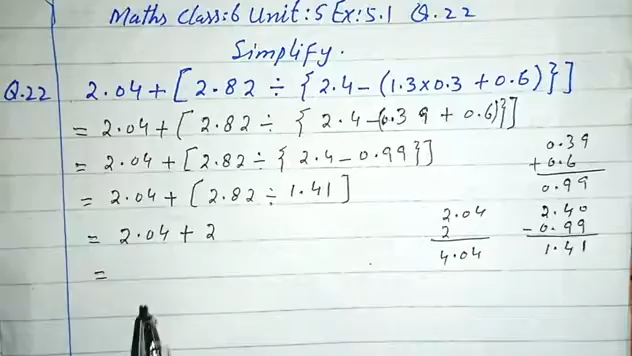 Maths Class:6 Unit:5 Ex:5.1 Q.22
Simplify.
Q.22 2.04+[2.82 ÷ {2.4-(1.3x0.3 +0.6)}]
= 2.04+[2.82 ÷ {2.4-(0.39 + 0.6)}]
= 2.04 + [2.82 ÷ {2.4-0.99}]
= 2.04 + [2.82 ÷ 1.41]
= 2.04 + 2
=
0.39
+0.6
0.99
2.04
2
4.04
2.40
-0.99
1.41